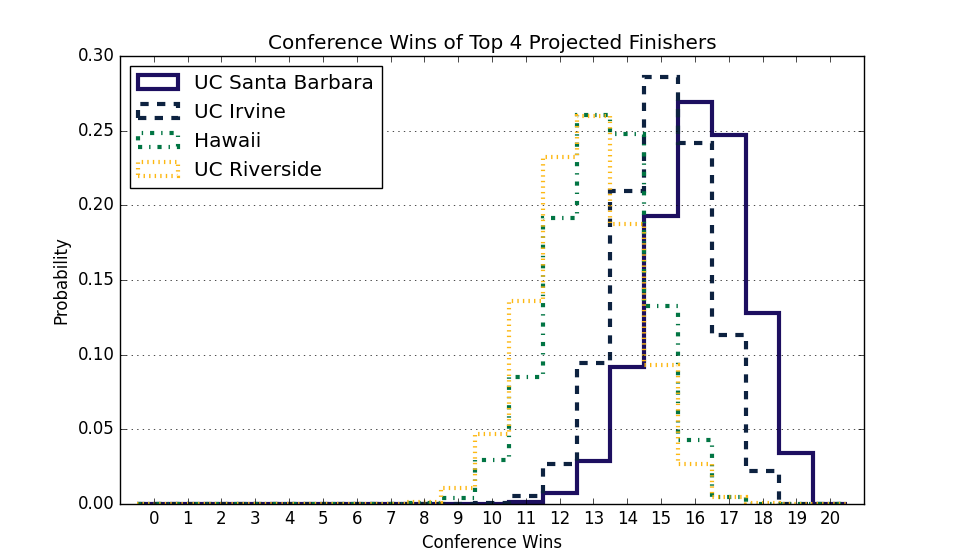 Conference Wins of Top 4 Projected Finishers
0.30
0.25
0.20
0.15
0.10
0.05
0.00
Probability
UC Santa Barbara
UC Irvine
Hawaii
UC Riverside
0 1 2 3 4 5 6 7 8 9 10 11 12 13 14 15 16 17 18 19 20
Conference Wins